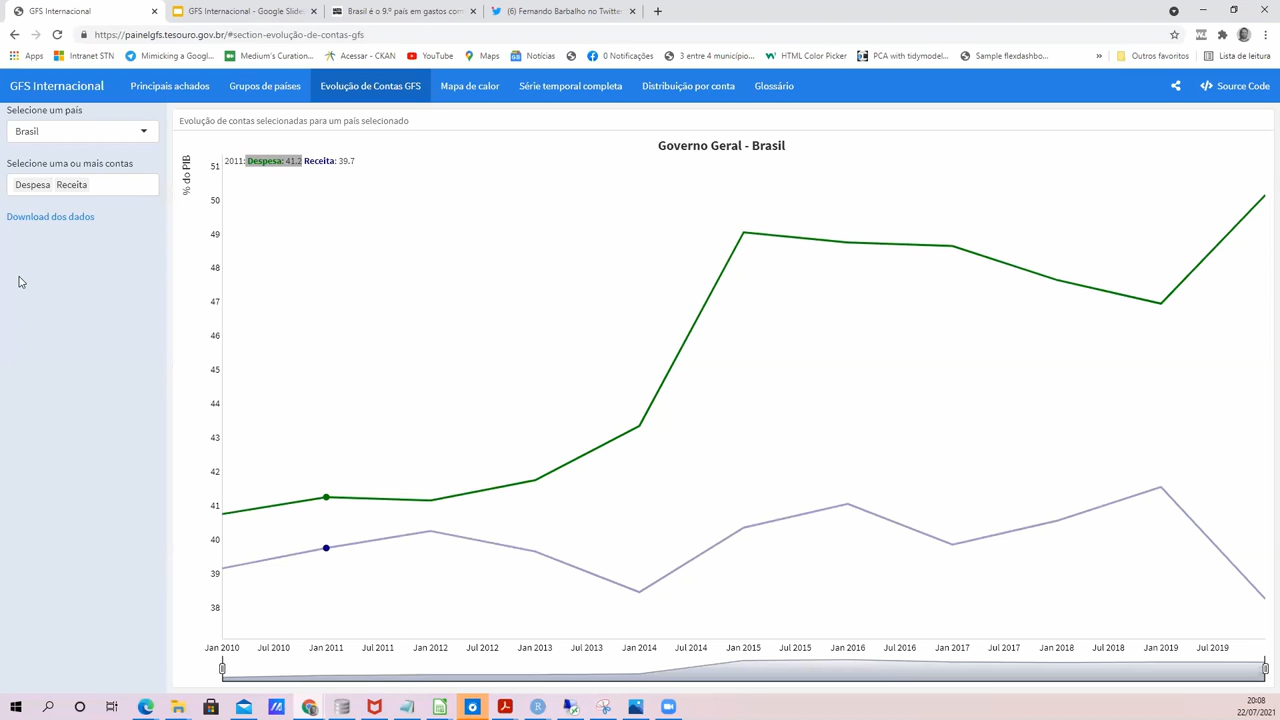 GFS Internacional
GFS Internacional - Google Slide
Brasil é o 9.º país em gastos com
(6) Fernando Barbalho no Twitte
https://painelgfs.tesouro.gov.br/#section-evolução-de-contas-gfs
Apps
Intranet STN
Mimicking a Googl...
Medium's Curation...
Acessar - CKAN
YouTube
Maps
Notícias
0 Notificações
3 entre 4 município...
HTML Color Picker
PCA with tidymodel...
Sample flexdashbo...
»
Outros favoritos
Lista de leitura
GFS Internacional
Principais achados
Grupos de países
Evolução de Contas GFS
Mapa de calor
Série temporal completa
Distribuição por conta
Glossário
Source Code
Selecione um país
Brasil
Selecione uma ou mais contas
Despesa Receita
Download dos dados
Evolução de contas selecionadas para um país selecionado
Governo Geral - Brasil
2011: Despesa: 41.2 Receita: 39.7
% do PIB
51
50
49
48
47
46
45
44
43
42
41
40
39
38
Jan 2010 Jul 2010 Jan 2011 Jul 2011 Jan 2012 Jul 2012 Jan 2013 Jul 2013 Jan 2014 Jul 2014 Jan 2015 Jul 2015 Jan 2016 Jul 2016 Jan 2017 Jul 2017 Jan 2018 Jul 2018 Jan 2019 Jul 2019
20:08
22/07/2021